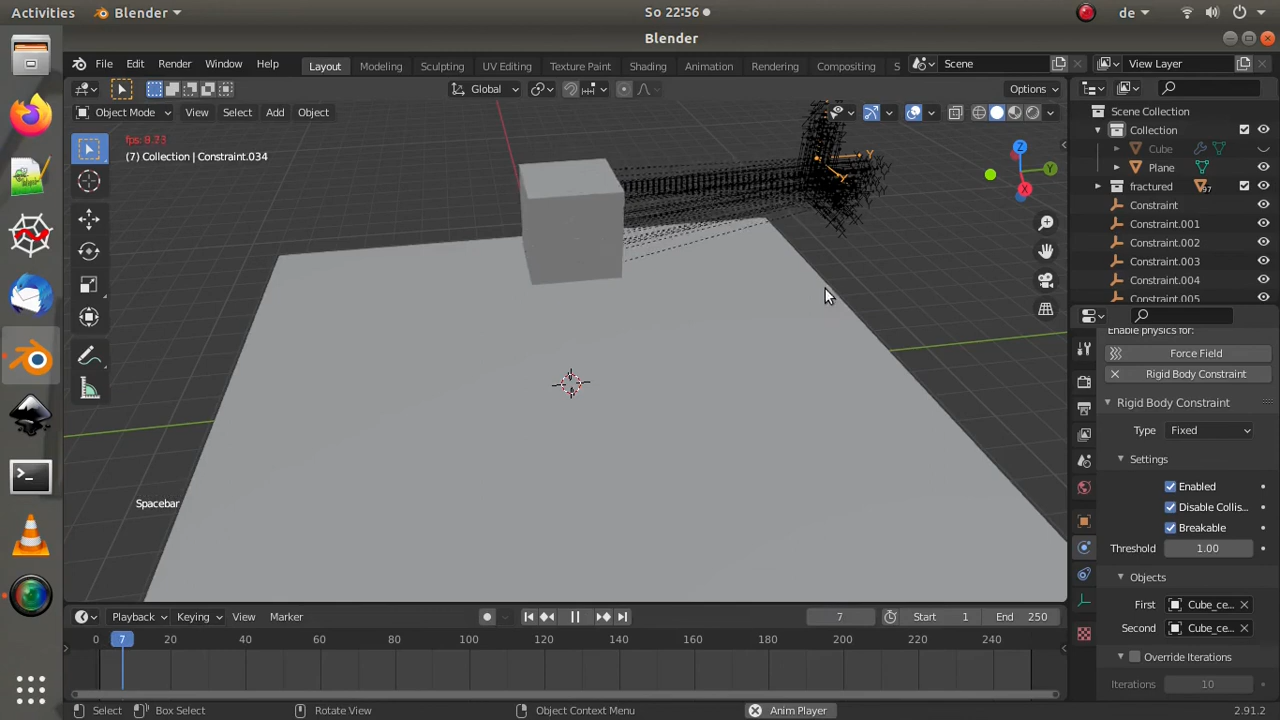 Activities
Blender
So 22:56
de
Blender
File Edit Render Window Help
Layout Modeling Sculpting UV Editing Texture Paint Shading Animation Rendering Compositing S
Scene
View Layer
Global
Options
Object Mode View Select Add Object
fps: 8.73
(7) Collection | Constraint.034
Y
Z
Y
X
Spacebar
Scene Collection
Collection
Cube
Plane
fractured
97
Constraint
Constraint.001
Constraint.002
Constraint.003
Constraint.004
Constraint.005
Enable physics for:
Force Field
Rigid Body Constraint
Rigid Body Constraint
Type Fixed
Settings
Enabled
Disable Collis...
Breakable
Threshold 1.00
Objects
First Cube_ce...
Second Cube_ce...
Override Iterations
Iterations 10
Playback Keying View Marker
7
Start 1
End 250
0 7 20 40 60 80 100 120 140 160 180 200 220 240
Select Box Select Rotate View Object Context Menu Anim Player 2.91.2